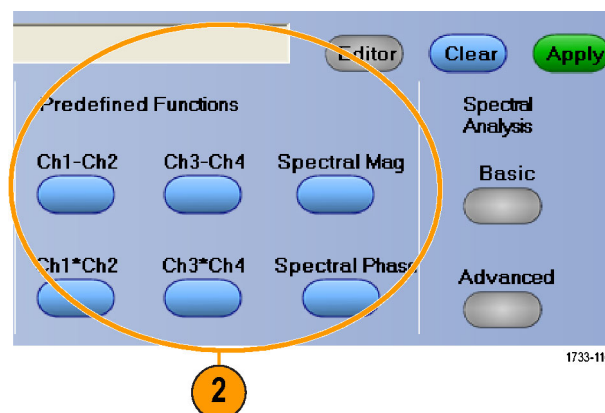 Editor Clear Apply
Predefined Functions
Spectral
Analysis
Ch1-Ch2 Ch3-Ch4 Spectral Mag
Basic
Ch1*Ch2 Ch3*Ch4 Spectral Phase
Advanced
1733-11
2